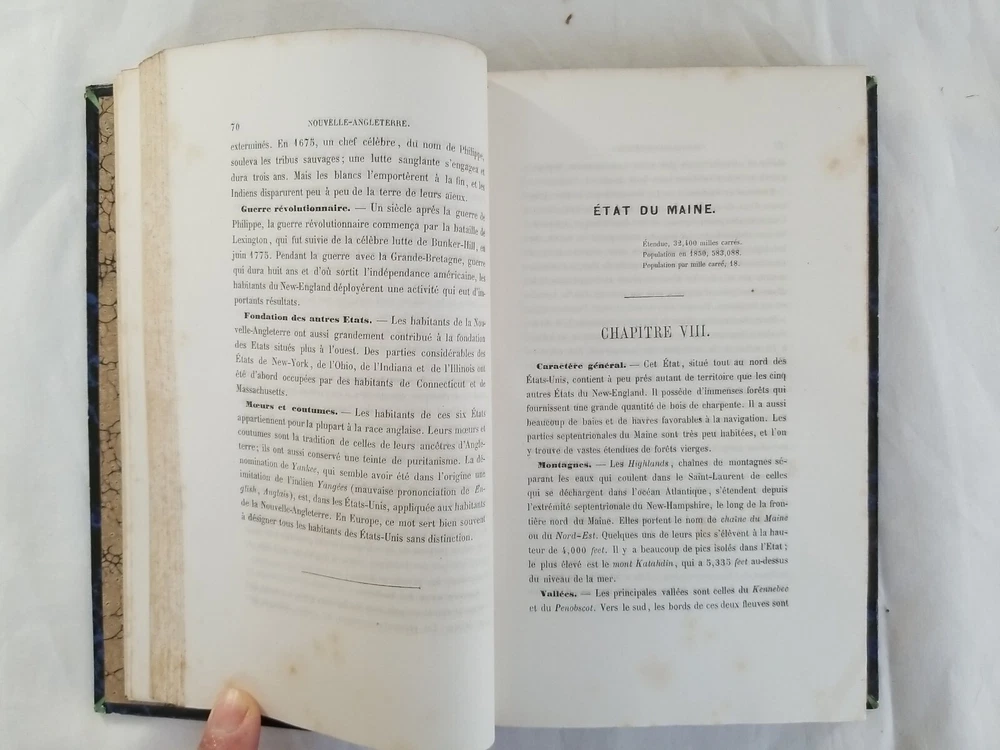 70 NOUVELLE-ANGLETERRE.
exterminés. En 1675, un chef célèbre, du nom de Philippe,
souleva les tribus sauvages; une lutte sanglante s'engagea et
dura trois ans. Mais les blancs l'emportèrent à la fin, et les
Indiens disparurent peu à peu de la terre de leurs aïeux.
Guerre révolutionnaire. — Un siècle après la guerre de
Philippe, la guerre révolutionnaire commença par la bataille de
Lexington, qui fut suivie de la célèbre lutte de Bunker-Hill, en
juin 1775. Pendant la guerre avec la Grande-Bretagne, guerre
qui dura huit ans et d'où sortit l'indépendance américaine, les
habitants du New-England déployèrent une activité qui eut d'im-
portants résultats.
Fondation des autres Etats. — Les habitants de la Nou-
velle-Angleterre ont aussi grandement contribué à la fondation
des Etats situés plus à l'ouest. Des parties considérables des
États de New-York, de l'Ohio, de l'Indiana et de l'Illinois ont
été d'abord occupées par des habitants de Connecticut et de
Massachusetts.
Mœurs et coutumes. — Les habitants de ces six États
appartiennent pour la plupart à la race anglaise. Leurs mœurs et
coutumes sont la tradition de celles de leurs ancêtres d'Angle-
terre; ils ont aussi conservé une teinte de puritanisme. La dé-
nomination de Yankee, qui semble avoir été dans l'origine une
imitation de l'indien Yangées (mauvaise prononciation de En-
glish, Anglais), est, dans les États-Unis, appliquée aux habitants
de la Nouvelle-Angleterre. En Europe, ce mot sert bien souvent
à désigner tous les habitants des États-Unis sans distinction.
ÉTAT DU MAINE.
Étendue, 32,400 milles carrés.
Population en 1850, 583,088.
Population par mille carré, 18.
CHAPITRE VIII.
Caractère général. — Cet État, situé tout au nord des
États-Unis, contient à peu près autant de territoire que les cinq
autres États du New-England. Il possède d'immenses forêts qui
fournissent une grande quantité de bois de charpente. Il a aussi
beaucoup de baies et de havres favorables à la navigation. Les
parties septentrionales du Maine sont très peu habitées, et l'on
y trouve de vastes étendues de forêts vierges.
Montagnes. — Les Highlands, chaînes de montagnes sé-
parant les eaux qui coulent dans le Saint-Laurent de celles
qui se déchargent dans l'océan Atlantique, s'étendent depuis
l'extrémité septentrionale du New-Hampshire, le long de la fron-
tière nord du Maine. Elles portent le nom de chaîne du Maine
ou du Nord-Est. Quelques uns de leurs pics s'élèvent à la hau-
teur de 4,000 feet. Il y a beaucoup de pics isolés dans l'Etat;
le plus élevé est le mont Katahdin, qui a 5,335 feet au-dessus
du niveau de la mer.
Vallées. — Les principales vallées sont celles du Kennebec
et du Penobscot. Vers le sud, les bords de ces deux fleuves sont